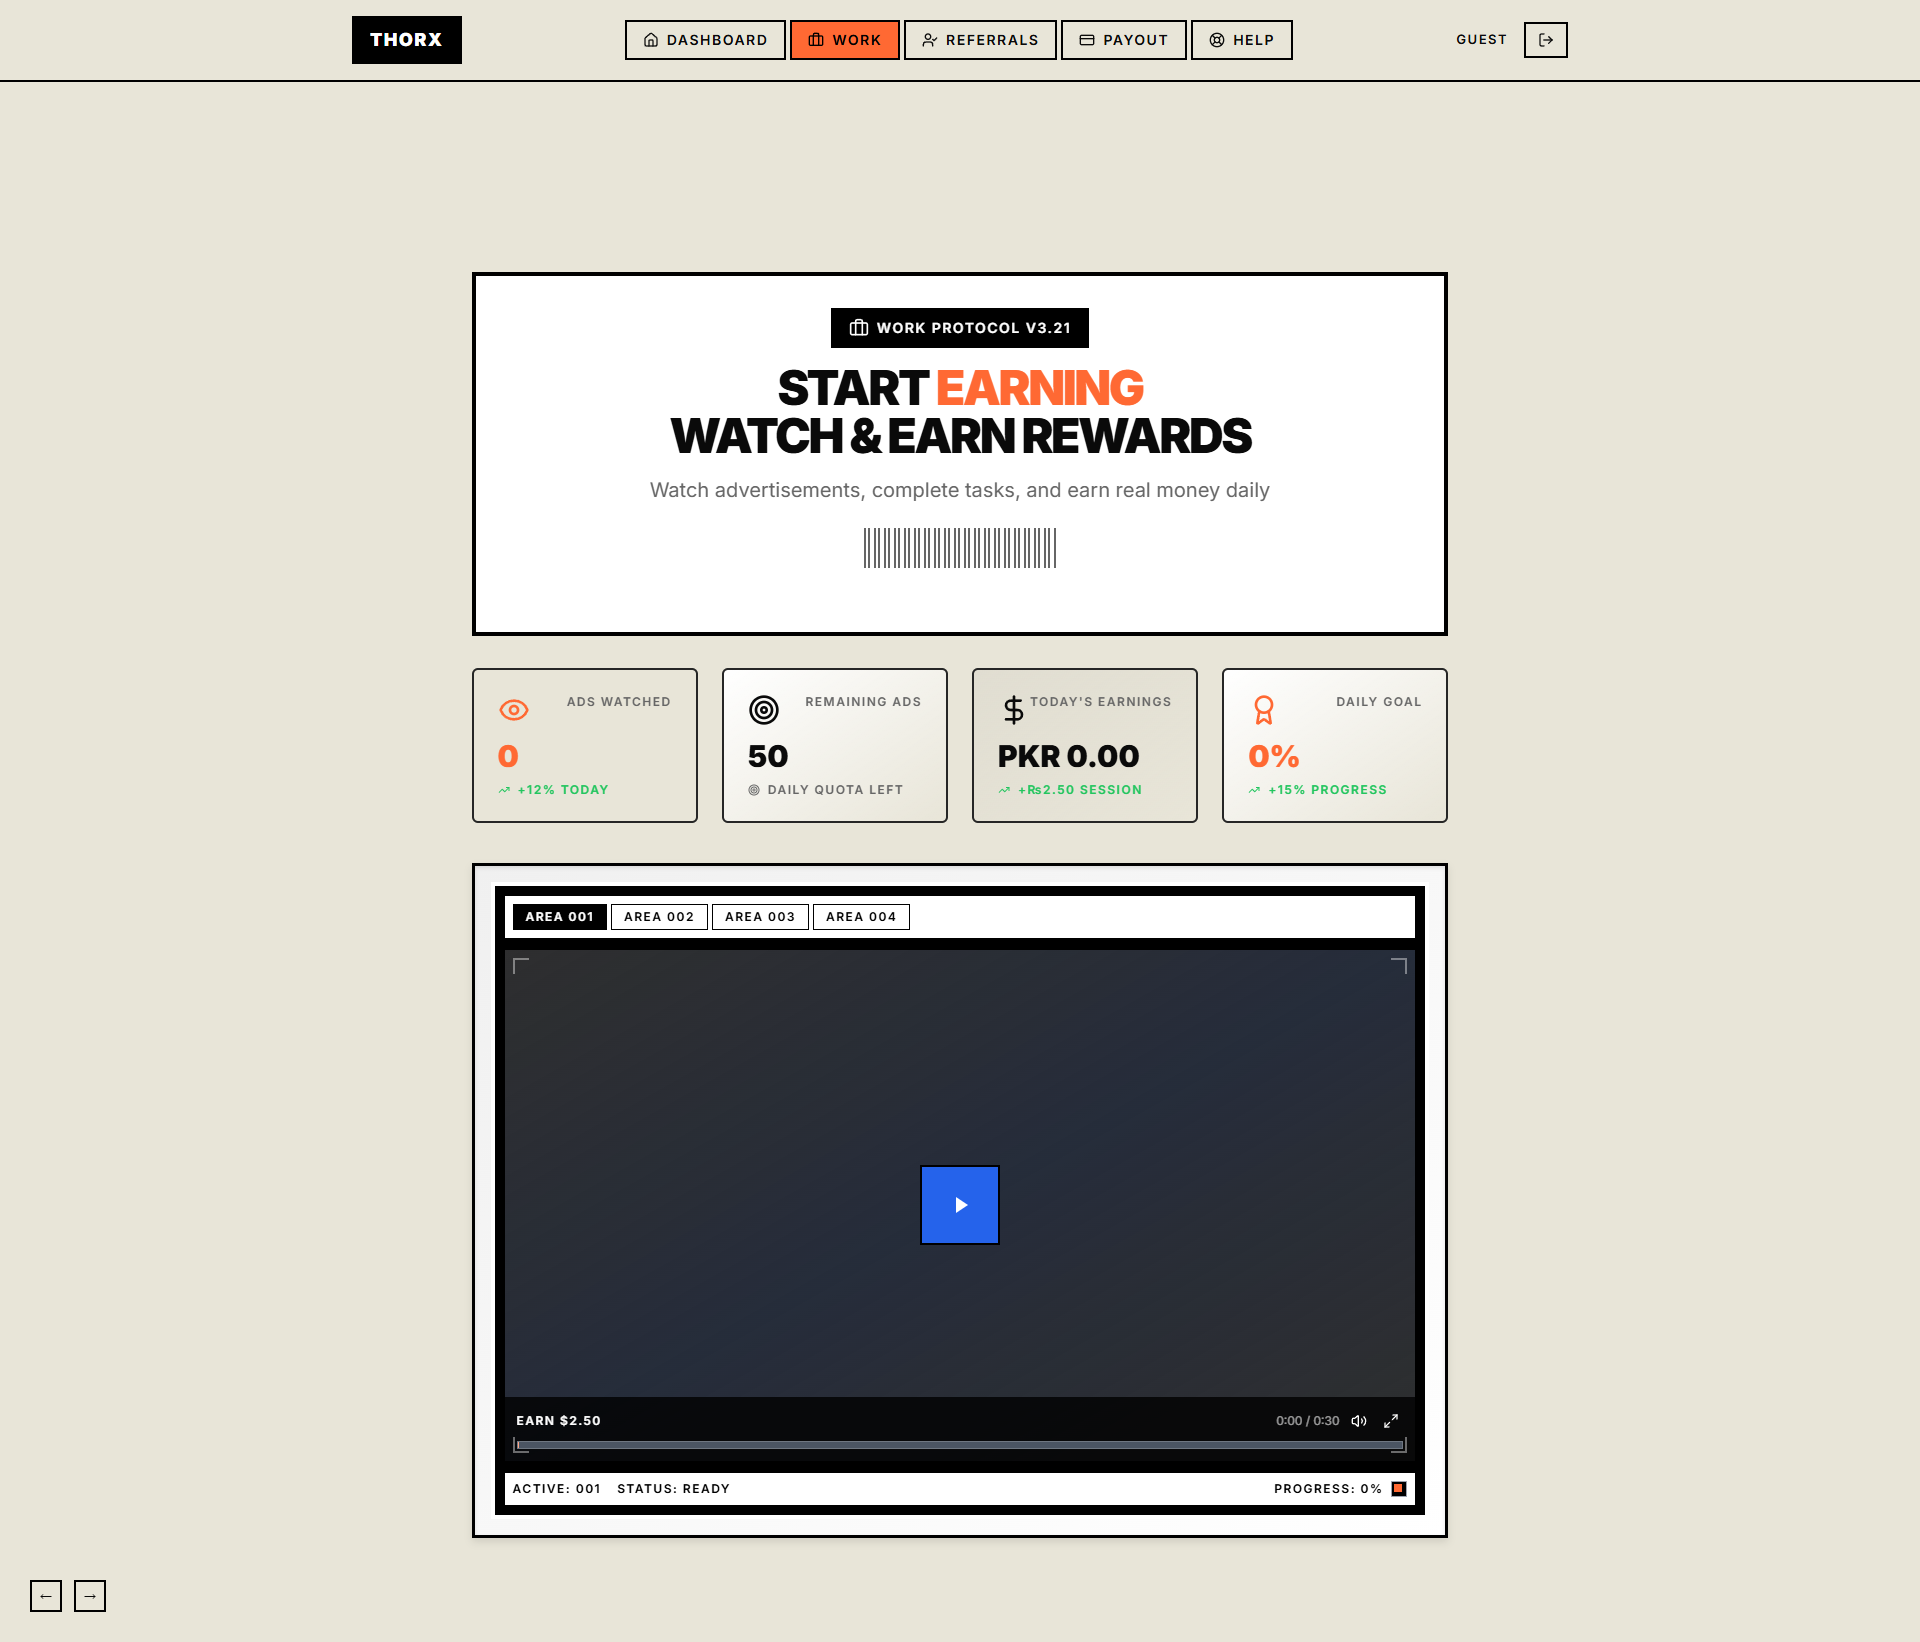 THORX
DASHBOARD
WORK
REFERRALS
PAYOUT
HELP
GUEST
WORK PROTOCOL V3.21
START EARNING
WATCH & EARN REWARDS
Watch advertisements, complete tasks, and earn real money daily
ADS WATCHED
0
+12% TODAY
REMAINING ADS
50
DAILY QUOTA LEFT
TODAY'S EARNINGS
PKR 0.00
+₨2.50 SESSION
DAILY GOAL
0%
+15% PROGRESS
AREA 001
AREA 002
AREA 003
AREA 004
EARN $2.50
0:00 / 0:30
ACTIVE: 001
STATUS: READY
PROGRESS: 0%
← →